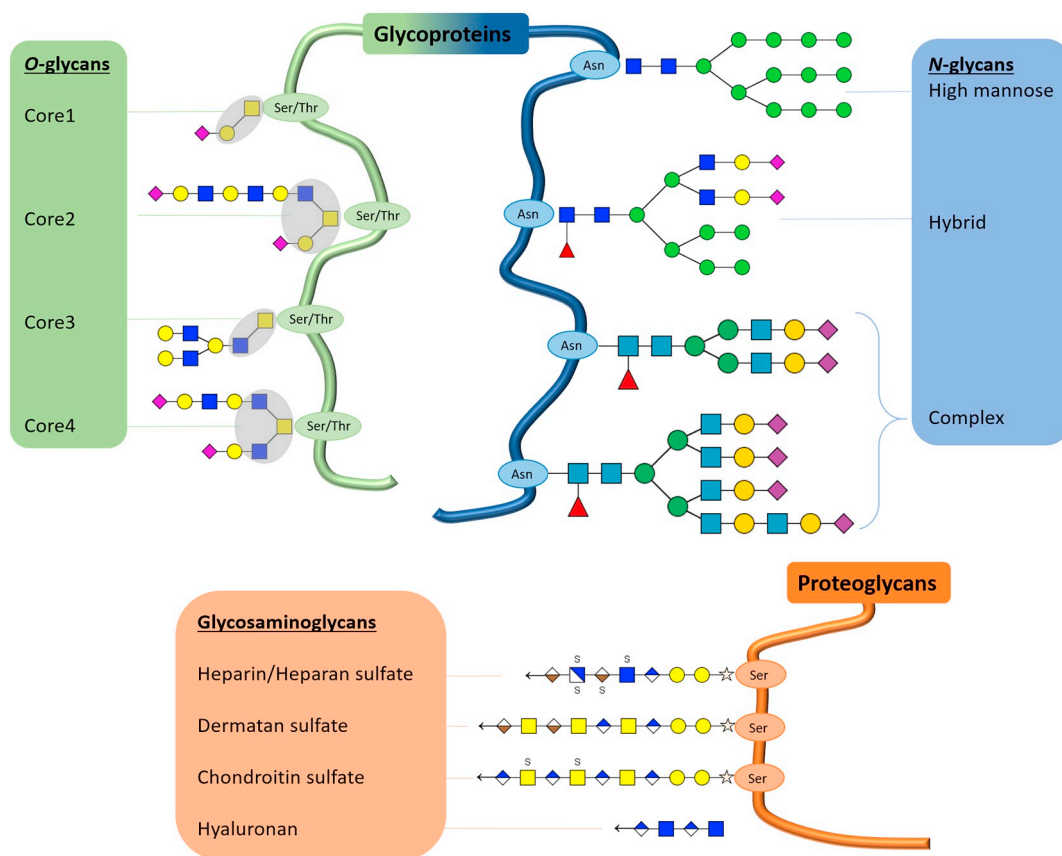 Glycoproteins
O-glycans
Core1
Core2
Core3
Core4
Ser/Thr
Ser/Thr
Ser/Thr
Ser/Thr
Asn
Asn
Asn
Asn
N-glycans
High mannose
Hybrid
Complex
Proteoglycans
Glycosaminoglycans
Heparin/Heparan sulfate
S S
S S
Ser
Dermatan sulfate
Ser
Chondroitin sulfate
S S
Ser
Hyaluronan